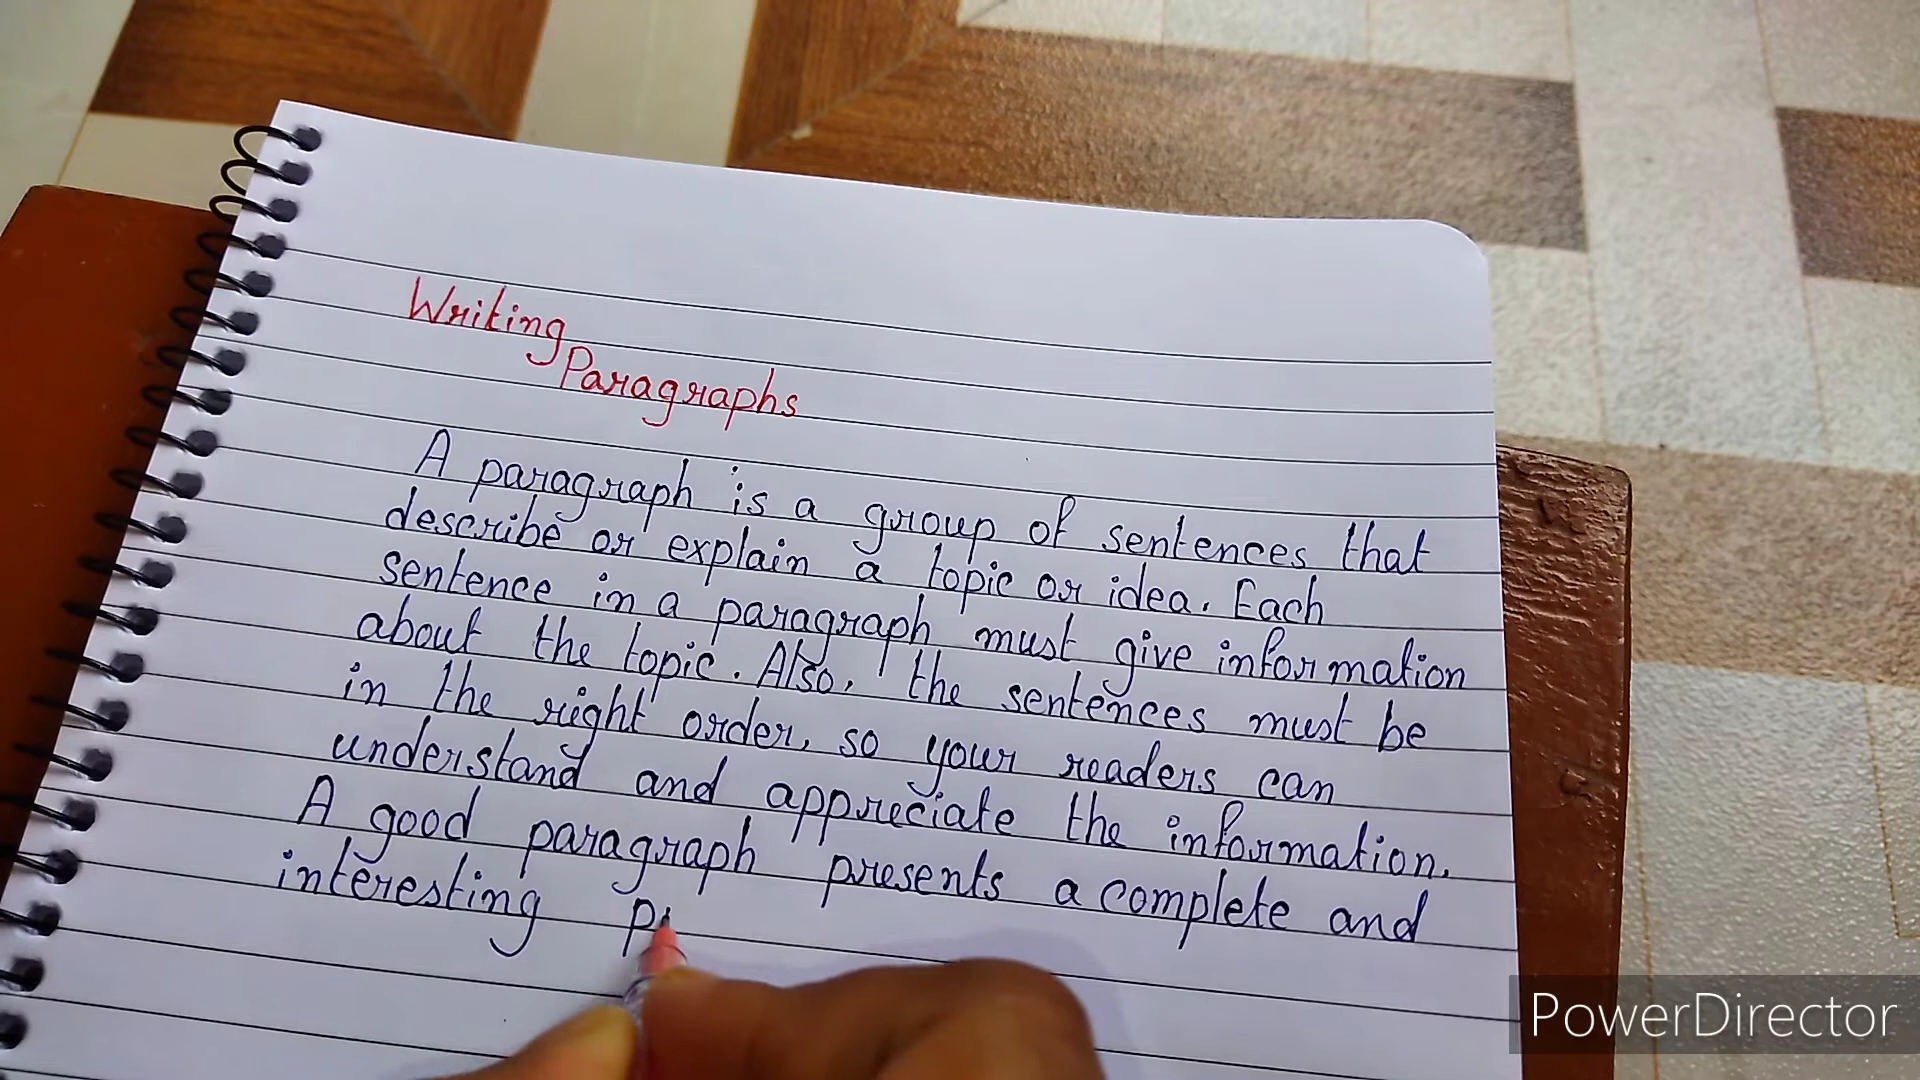 Writing
Paragraphs
A paragraph is a group of sentences that
describe or explain a topic or idea. Each
sentence in a paragraph must give information
about the topic. Also, the sentences must be
in the right order, so your readers can
understand and appreciate the information.
A good paragraph presents a complete and
interesting
PowerDirector